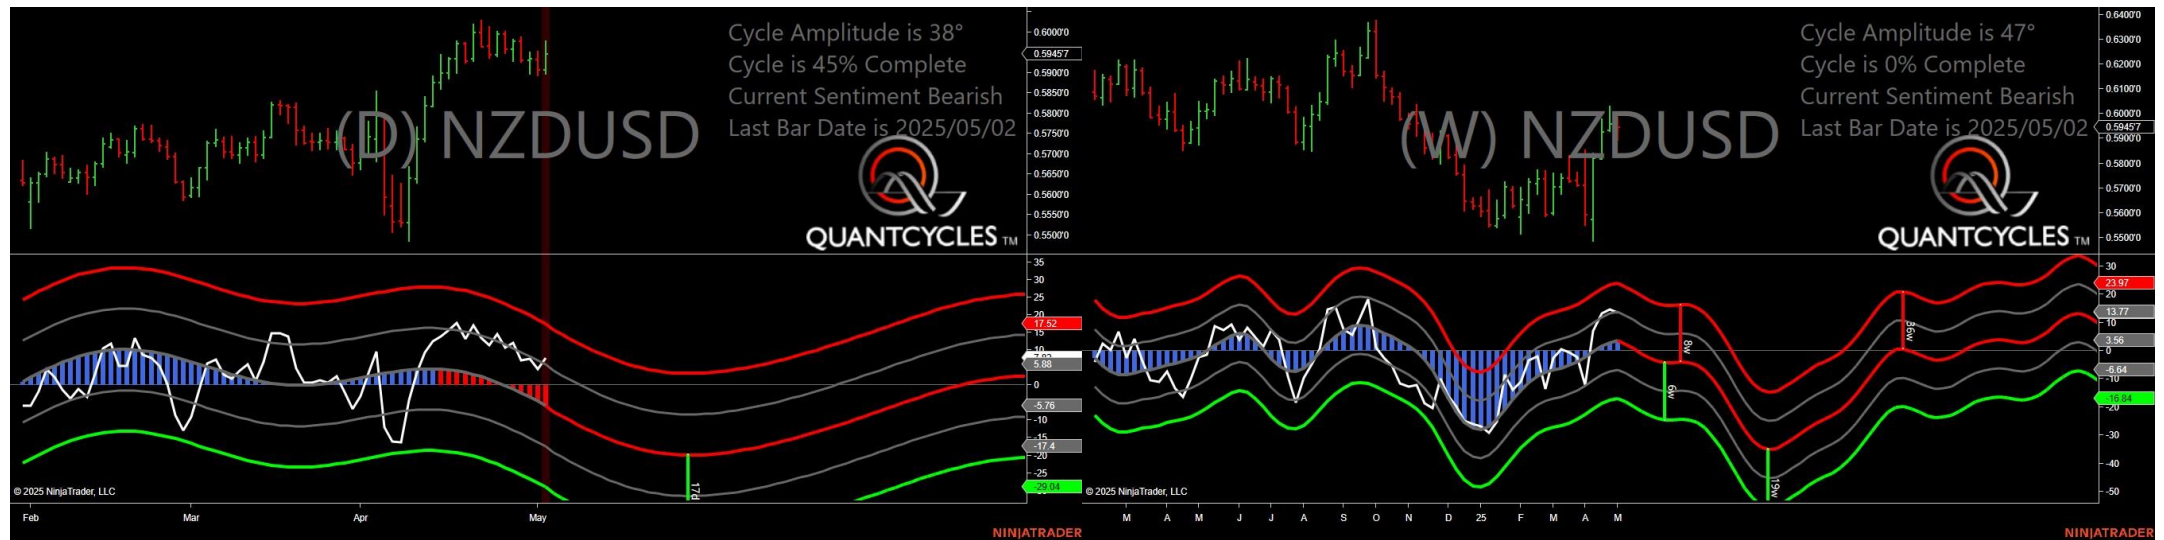 Cycle Amplitude is 38°
Cycle is 45% Complete
Current Sentiment Bearish
Last Bar Date is 2025/05/02
(D) NZDUSD
QUANTCYCLES TM
0.6000'0
0.5945'7
0.5900'0
0.5850'0
0.5800'0
0.5750'0
0.5700'0
0.5650'0
0.5600'0
0.5550'0
0.5500'0
35
30
25
20
17.52
15
10
5.88
0
-5.76
-10
-15
-17.4
-20
-25
-29.04
17d
© 2025 NinjaTrader, LLC
Feb Mar Apr May
NINJATRADER
Cycle Amplitude is 47°
Cycle is 0% Complete
Current Sentiment Bearish
Last Bar Date is 2025/05/02
(W) NZDUSD
QUANTCYCLES TM
0.6400'0
0.6300'0
0.6200'0
0.6100'0
0.6000'0
0.5945'7
0.5900'0
0.5800'0
0.5700'0
0.5600'0
0.5500'0
30
23.97
20
13.77
10
3.56
0
-6.64
-10
-16.84
-20
-30
-40
-50
8w
6w
19w
© 2025 NinjaTrader, LLC
M A M J J A S O N D 25 F M A M
NINJATRADER